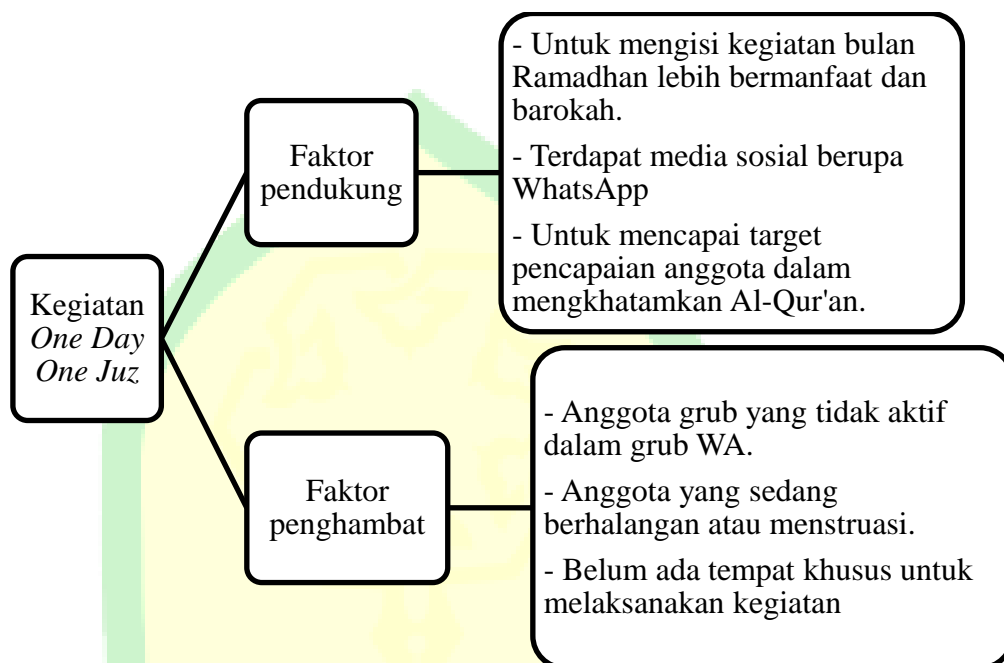 Kegiatan
One Day
One Juz
Faktor
pendukung
- Untuk mengisi kegiatan bulan
Ramadhan lebih bermanfaat dan
barokah.
- Terdapat media sosial berupa
WhatsApp
- Untuk mencapai target
pencapaian anggota dalam
mengkhatamkan Al-Qur'an.
Faktor
penghambat
- Anggota grub yang tidak aktif
dalam grub WA.
- Anggota yang sedang
berhalangan atau menstruasi.
- Belum ada tempat khusus untuk
melaksanakan kegiatan